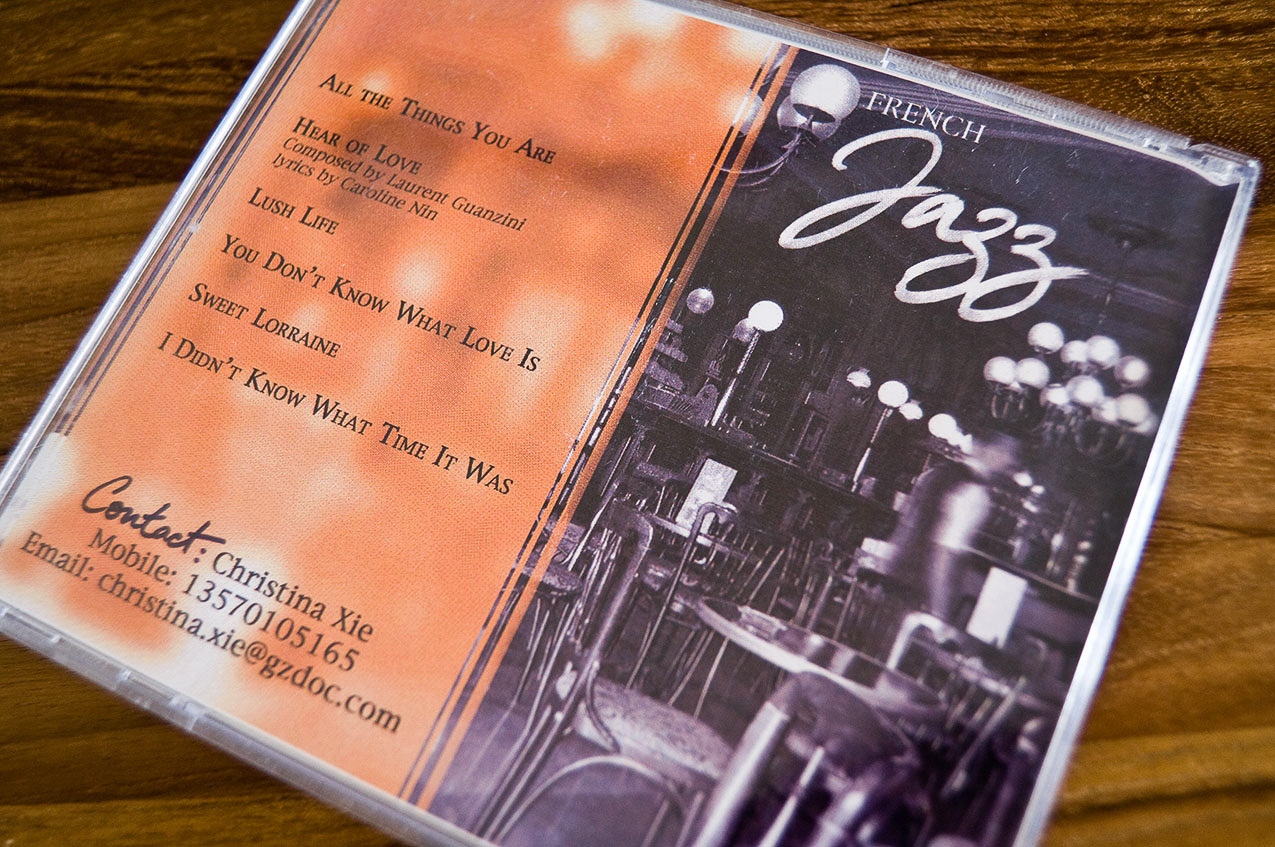 ALL THE THINGS YOU ARE
HEAR OF LOVE
Composed by Laurent Guanzini
lyrics by Caroline Nin
LUSH LIFE
YOU DON'T KNOW WHAT LOVE IS
SWEET LORRAINE
I DIDN'T KNOW WHAT TIME IT WAS
Contact: Christina Xie
Mobile: 13570105165
Email: christina.xie@gzdoc.com
FRENCH
Jazz